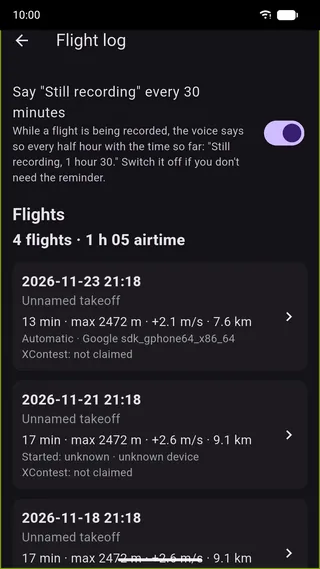 10:00
Flight log
Say "Still recording" every 30
minutes
While a flight is being recorded, the voice says
so every half hour with the time so far: "Still
recording, 1 hour 30." Switch it off if you don't
need the reminder.
Flights
4 flights · 1 h 05 airtime
2026-11-23 21:18
Unnamed takeoff
13 min · max 2472 m · +2.1 m/s · 7.6 km
Automatic · Google sdk_gphone64_x86_64
XContest: not claimed
2026-11-21 21:18
Unnamed takeoff
17 min · max 2472 m · +2.6 m/s · 9.1 km
Started: unknown · unknown device
XContest: not claimed
2026-11-18 21:18
Unnamed takeoff
17 min · max 2472 m · +2.6 m/s · 9.1 km